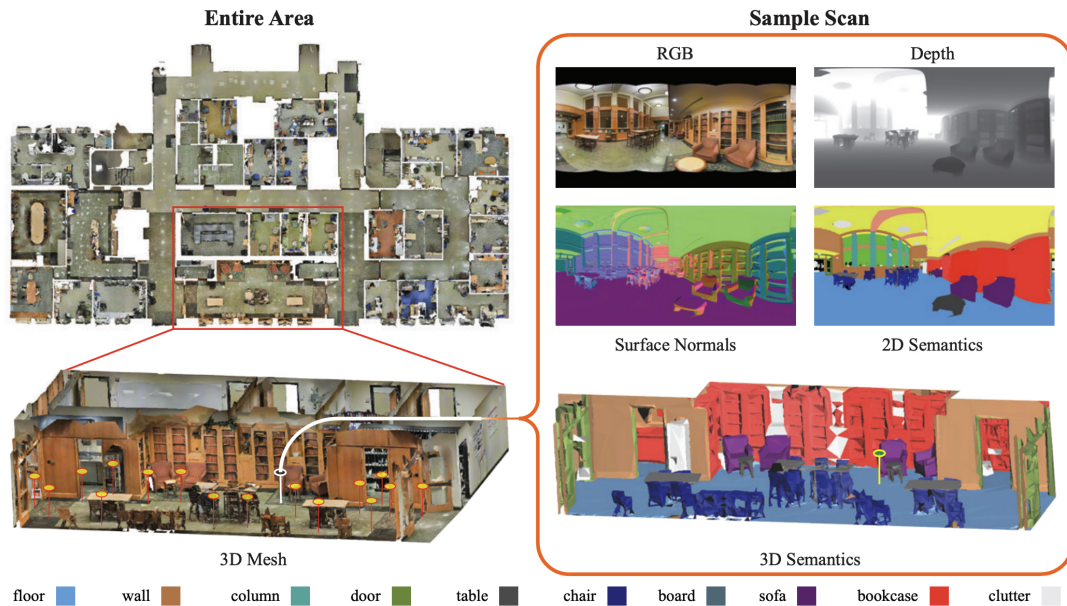 Entire Area
Sample Scan
RGB
Depth
Surface Normals
2D Semantics
3D Mesh
3D Semantics
floor wall column door table chair board sofa bookcase clutter